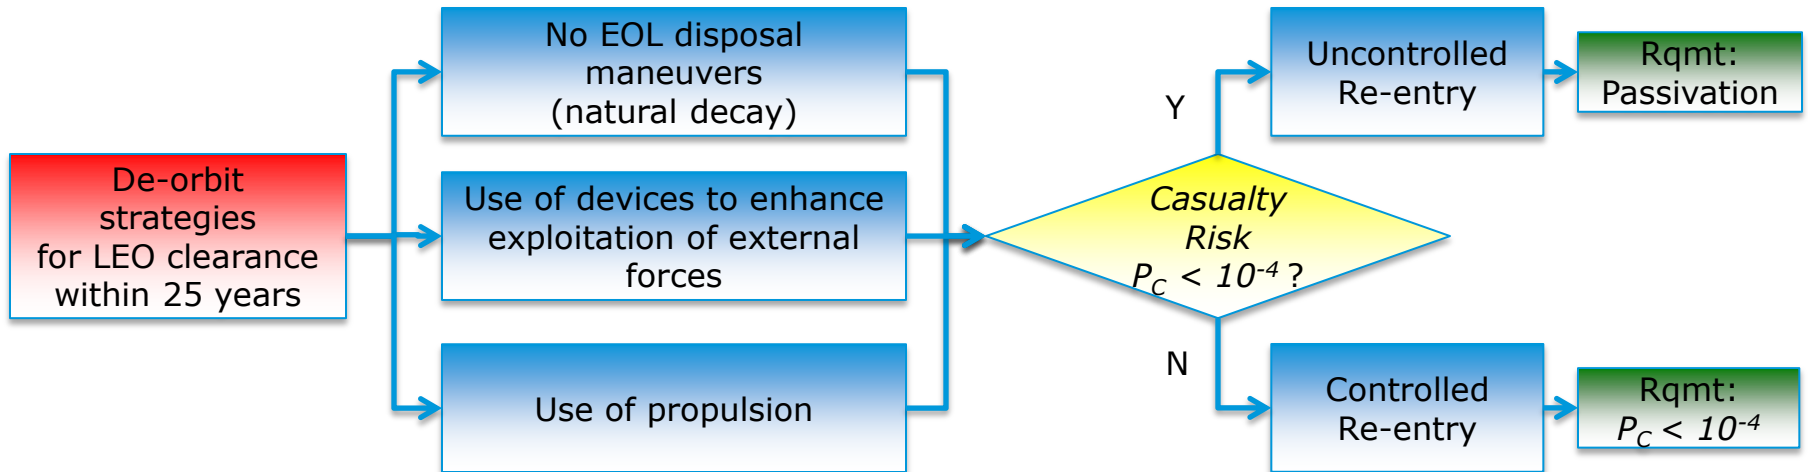 De-orbit
strategies
for LEO clearance
within 25 years
No EOL disposal
maneuvers
(natural decay)
Use of devices to enhance
exploitation of external
forces
Use of propulsion
Casualty
Risk
P_C < 10^-4 ?
Y
Uncontrolled
Re-entry
Rqmt:
Passivation
N
Controlled
Re-entry
Rqmt:
P_C < 10^-4